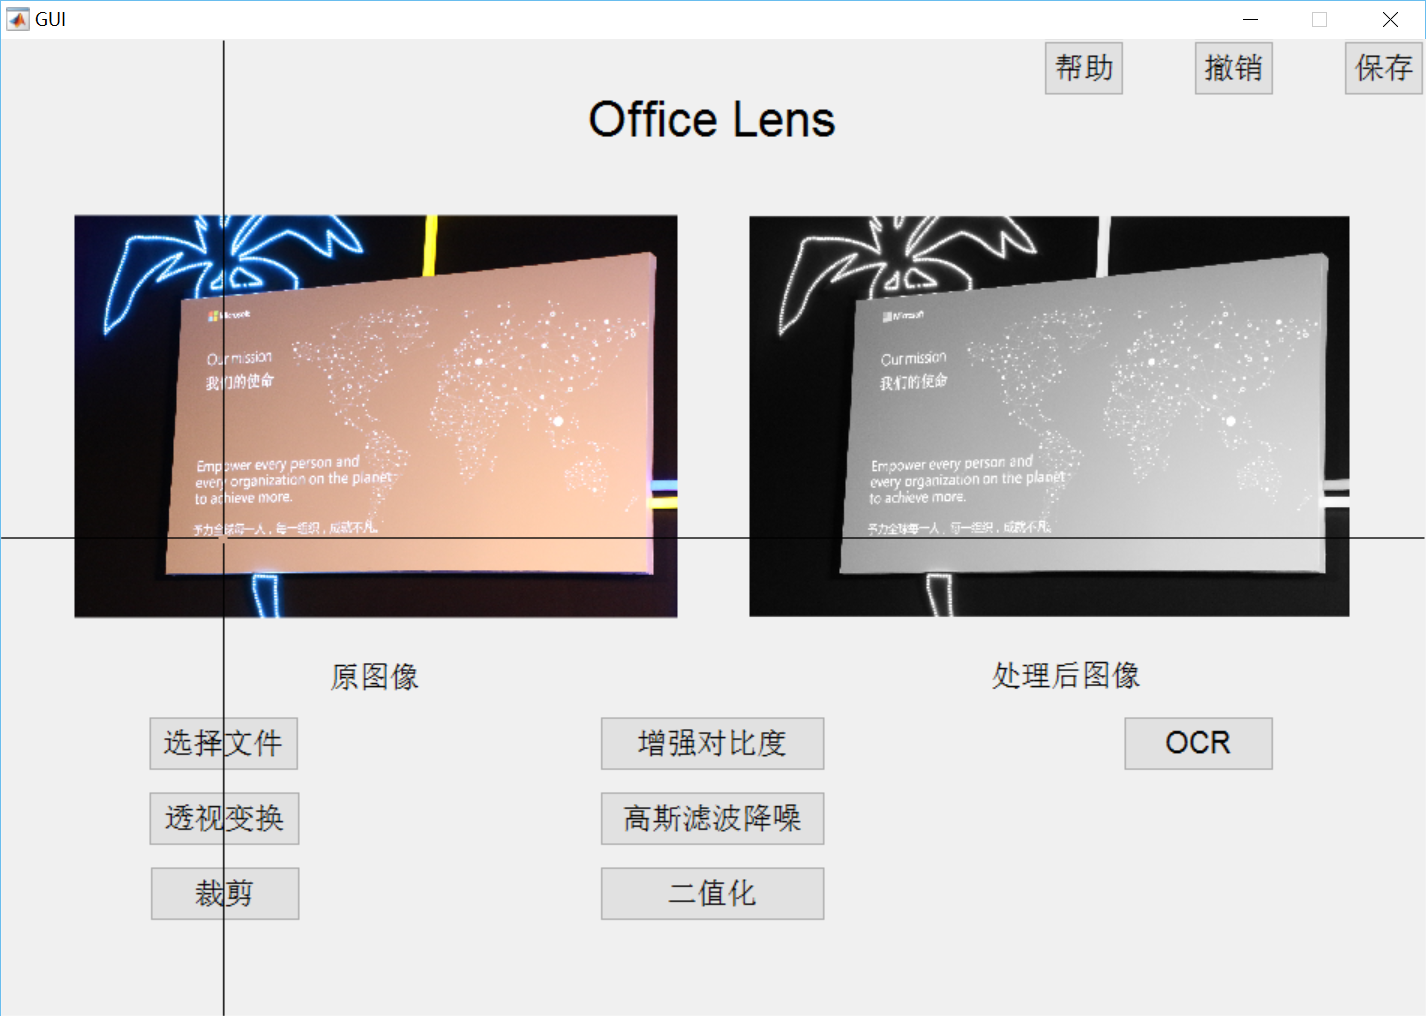 GUI
帮助 撤销 保存
Office Lens
Microsoft
Our mission
我们的使命
Empower every person and
every organization on the planet
to achieve more.
予力全球每一人，每一组织，成就不凡。
Microsoft
Our mission
我们的使命
Empower every person and
every organization on the planet
to achieve more.
予力全球每一人，每一组织，成就不凡。
原图像 处理后图像
选择文件 增强对比度 OCR
透视变换 高斯滤波降噪
裁剪 二值化